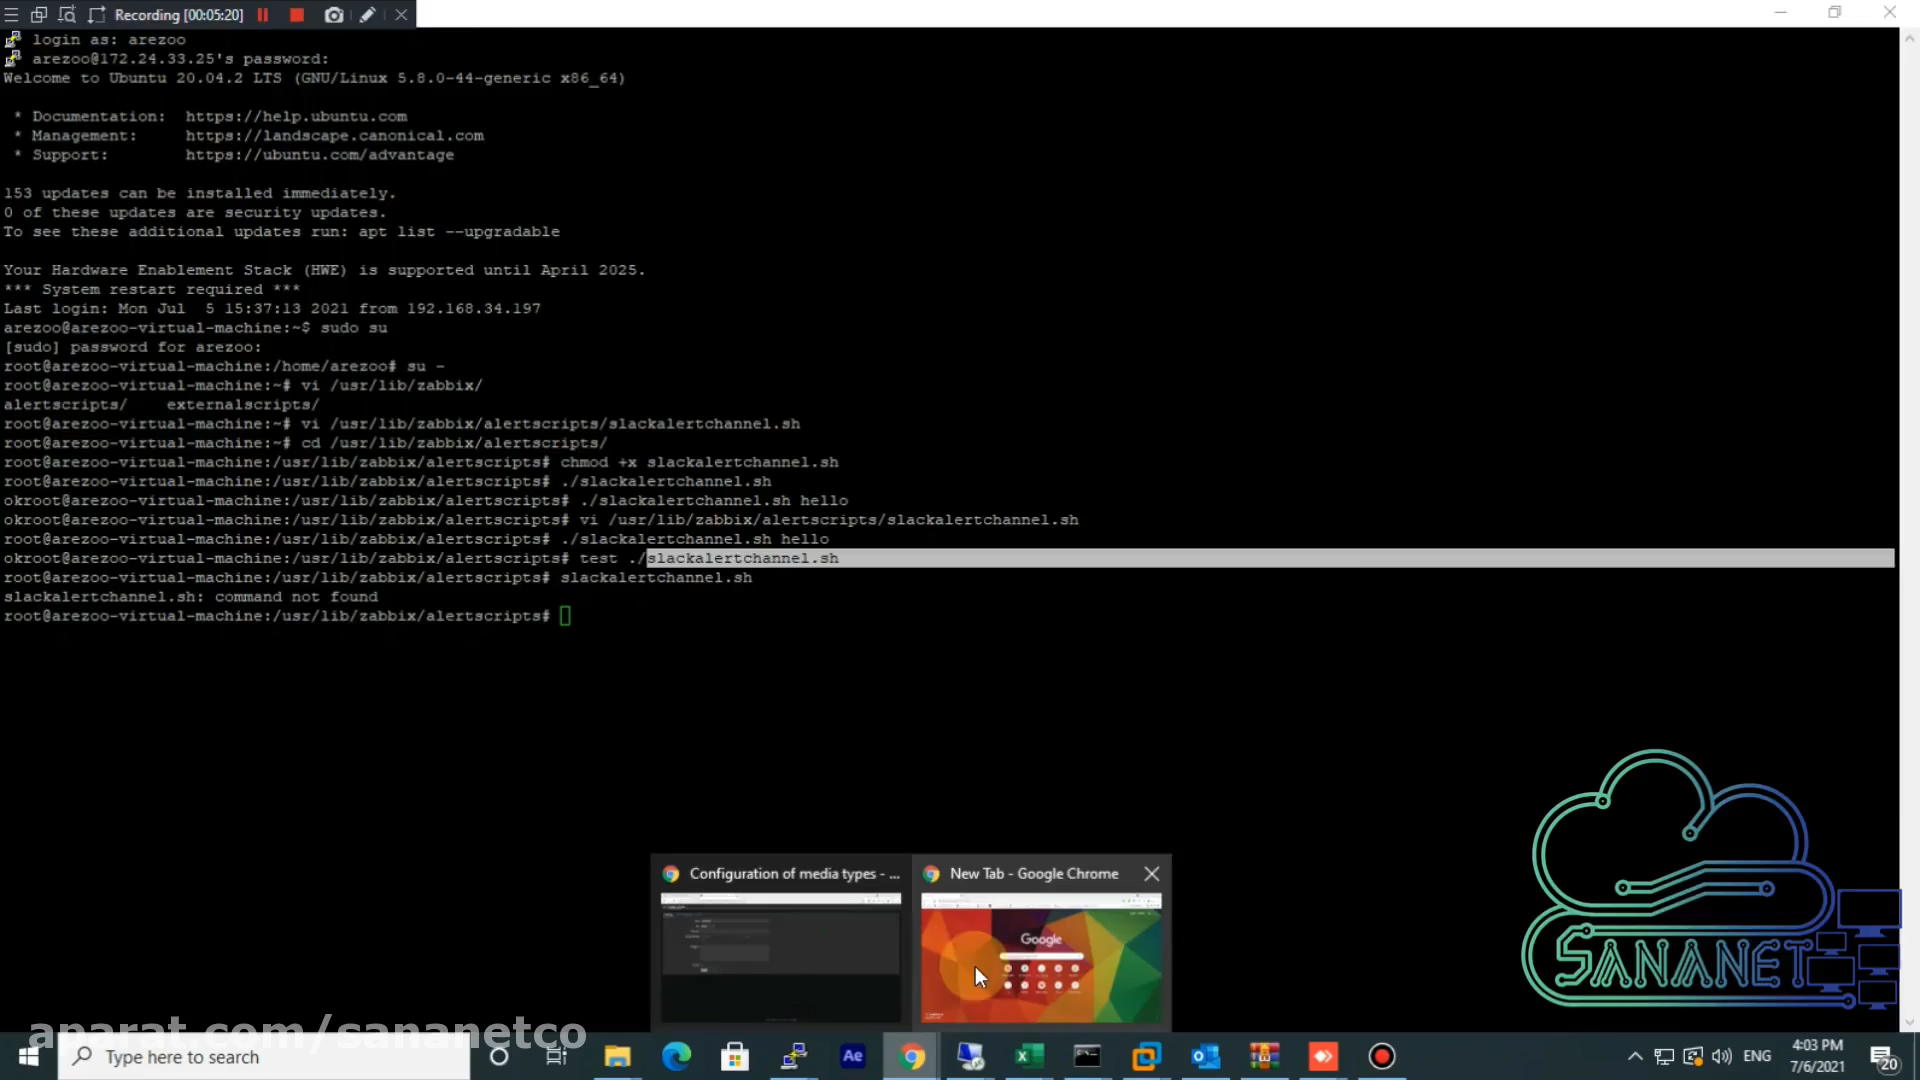 Recording [00:05:20]
login as: arezoo
arezoo@172.24.33.25's password:
Welcome to Ubuntu 20.04.2 LTS (GNU/Linux 5.8.0-44-generic x86_64)
* Documentation: https://help.ubuntu.com
* Management: https://landscape.canonical.com
* Support: https://ubuntu.com/advantage
153 updates can be installed immediately.
0 of these updates are security updates.
To see these additional updates run: apt list --upgradable
Your Hardware Enablement Stack (HWE) is supported until April 2025.
*** System restart required ***
Last login: Mon Jul  5 15:37:13 2021 from 192.168.34.197
arezoo@arezoo-virtual-machine:~$ sudo su
[sudo] password for arezoo:
root@arezoo-virtual-machine:/home/arezoo# su -
root@arezoo-virtual-machine:~# vi /usr/lib/zabbix/
alertscripts/    externalscripts/
root@arezoo-virtual-machine:~# vi /usr/lib/zabbix/alertscripts/slackalertchannel.sh
root@arezoo-virtual-machine:~# cd /usr/lib/zabbix/alertscripts/
root@arezoo-virtual-machine:/usr/lib/zabbix/alertscripts# chmod +x slackalertchannel.sh
root@arezoo-virtual-machine:/usr/lib/zabbix/alertscripts# ./slackalertchannel.sh
okroot@arezoo-virtual-machine:/usr/lib/zabbix/alertscripts# ./slackalertchannel.sh hello
okroot@arezoo-virtual-machine:/usr/lib/zabbix/alertscripts# vi /usr/lib/zabbix/alertscripts/slackalertchannel.sh
root@arezoo-virtual-machine:/usr/lib/zabbix/alertscripts# ./slackalertchannel.sh hello
okroot@arezoo-virtual-machine:/usr/lib/zabbix/alertscripts# test ./slackalertchannel.sh
root@arezoo-virtual-machine:/usr/lib/zabbix/alertscripts# slackalertchannel.sh
slackalertchannel.sh: command not found
root@arezoo-virtual-machine:/usr/lib/zabbix/alertscripts#
Configuration of media types - ...
New Tab - Google Chrome
Google
SANANET
aparat.com/sananetco
Type here to search
Ae
ENG
4:03 PM
7/6/2021
20